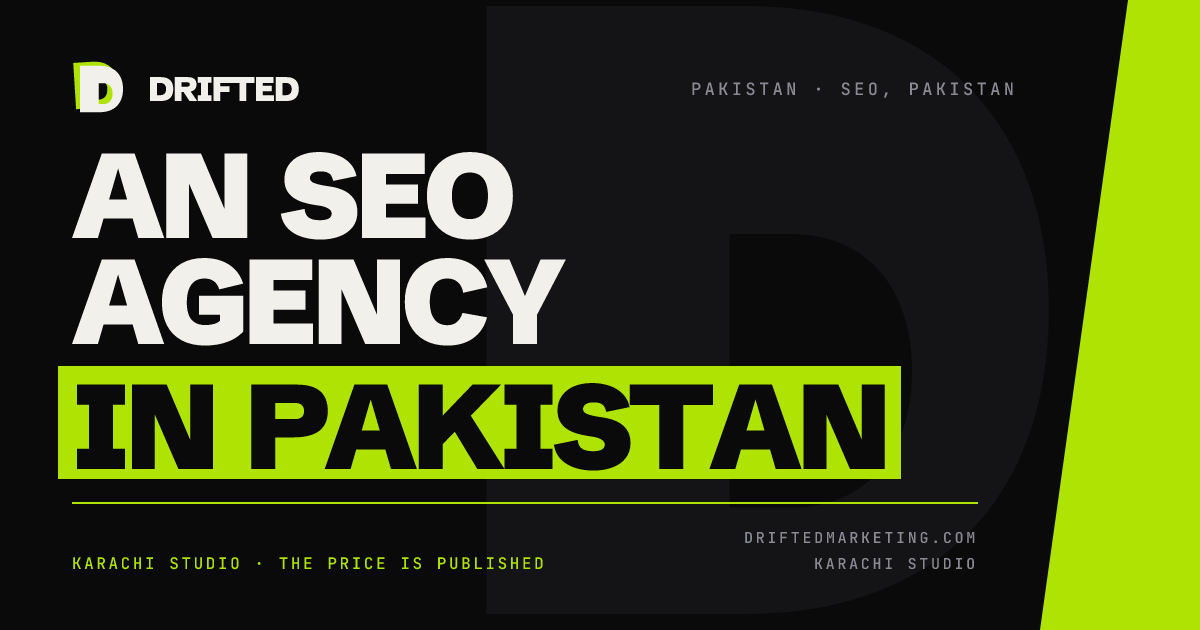 DRIFTED
PAKISTAN · SEO, PAKISTAN
AN SEO
AGENCY
IN PAKISTAN
KARACHI STUDIO · THE PRICE IS PUBLISHED
DRIFTEDMARKETING.COM
KARACHI STUDIO